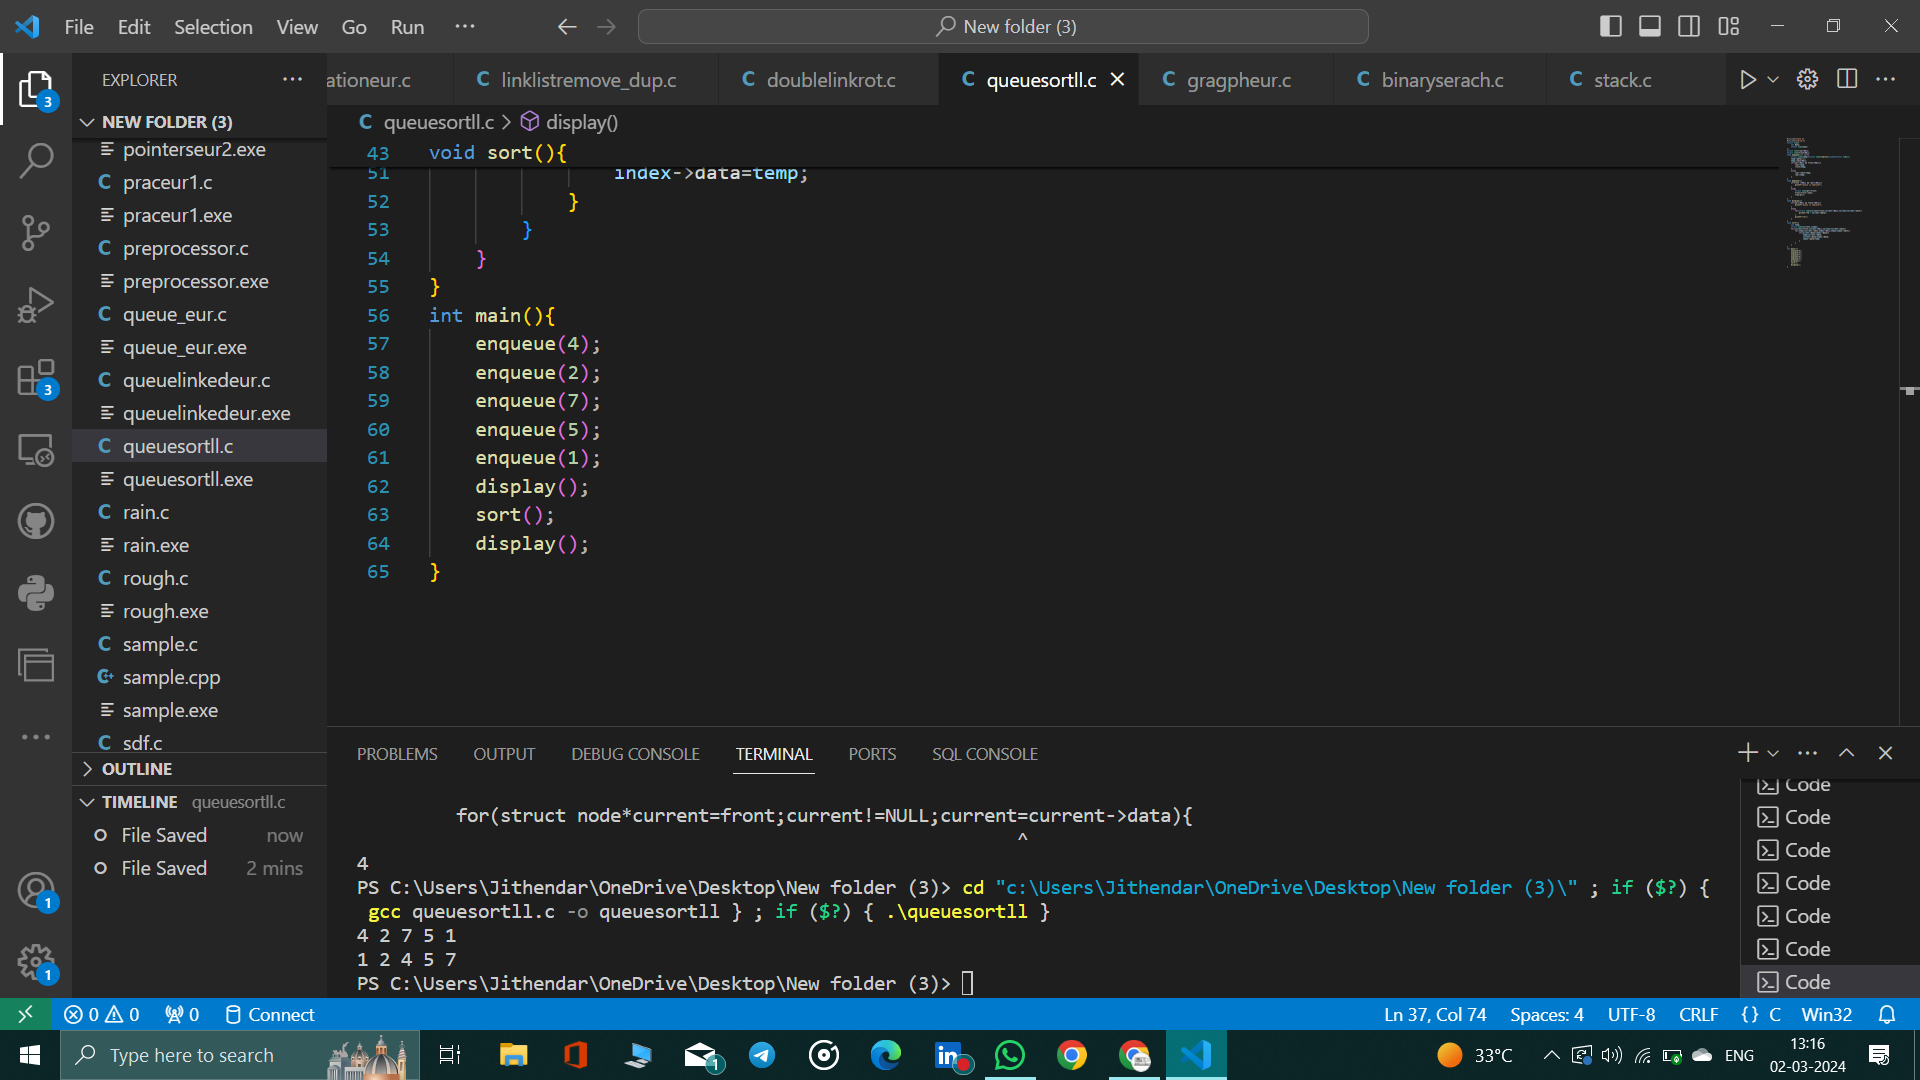 File Edit Selection View Go Run ··· New folder (3)
EXPLORER ··· ationeur.c linklistremove_dup.c doublelinkrot.c queuesortll.c gragpheur.c binaryserach.c stack.c
NEW FOLDER (3)
pointerseur2.exe
praceur1.c
praceur1.exe
preprocessor.c
preprocessor.exe
queue_eur.c
queue_eur.exe
queuelinkedeur.c
queuelinkedeur.exe
queuesortll.c
queuesortll.exe
rain.c
rain.exe
rough.c
rough.exe
sample.c
sample.cpp
sample.exe
sdf.c
OUTLINE
TIMELINE queuesortll.c
File Saved now
File Saved 2 mins
queuesortll.c > display()
43 void sort(){
51 index->data=temp;
52 }
53 }
54 }
55 }
56 int main(){
57 enqueue(4);
58 enqueue(2);
59 enqueue(7);
60 enqueue(5);
61 enqueue(1);
62 display();
63 sort();
64 display();
65 }
PROBLEMS OUTPUT DEBUG CONSOLE TERMINAL PORTS SQL CONSOLE
for(struct node*current=front;current!=NULL;current=current->data){
^
4
PS C:\Users\Jithendar\OneDrive\Desktop\New folder (3)> cd "c:\Users\Jithendar\OneDrive\Desktop\New folder (3)\" ; if ($?) {
gcc queuesortll.c -o queuesortll } ; if ($?) { .\queuesortll }
4 2 7 5 1
1 2 4 5 7
PS C:\Users\Jithendar\OneDrive\Desktop\New folder (3)>
Code
Code
Code
Code
Code
Code
Code
3
3
1
1
0 0 0 Connect Ln 37, Col 74 Spaces: 4 UTF-8 CRLF {} C Win32
Type here to search 1 33°C ENG 13:16
02-03-2024